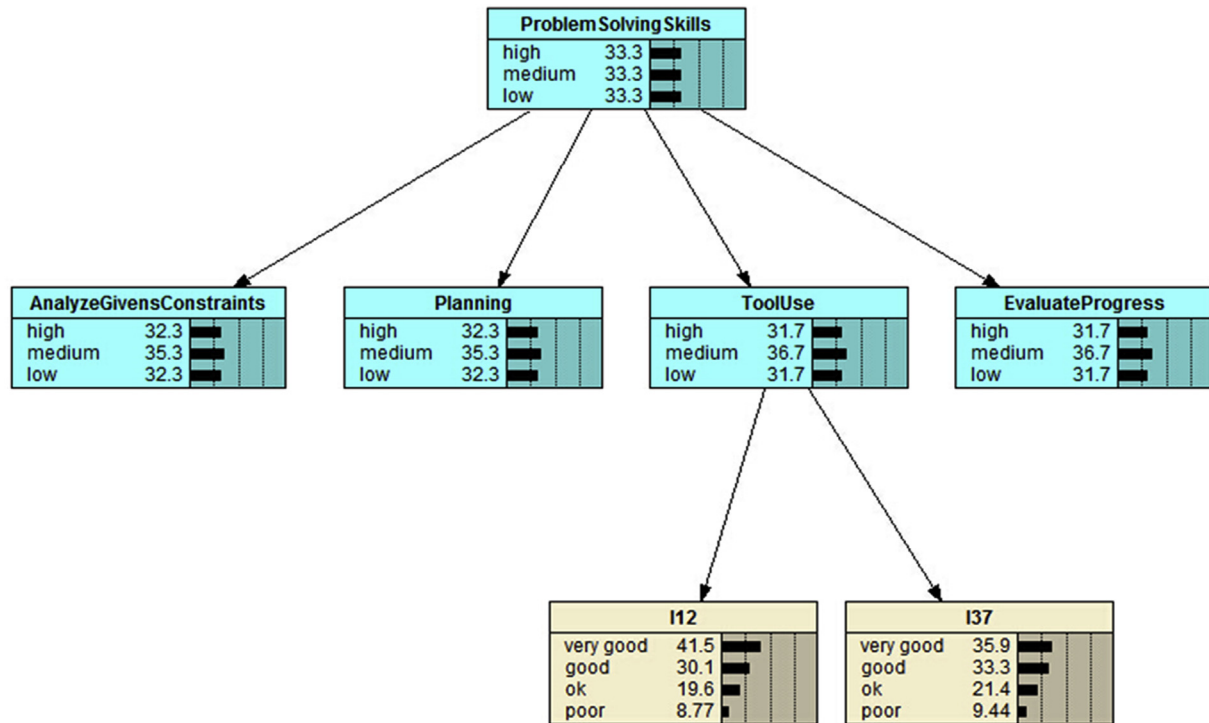 ProblemSolvingSkills
high 33.3
medium 33.3
low 33.3
AnalyzeGivensConstraints
high 32.3
medium 35.3
low 32.3
Planning
high 32.3
medium 35.3
low 32.3
ToolUse
high 31.7
medium 36.7
low 31.7
EvaluateProgress
high 31.7
medium 36.7
low 31.7
I12
very good 41.5
good 30.1
ok 19.6
poor 8.77
I37
very good 35.9
good 33.3
ok 21.4
poor 9.44